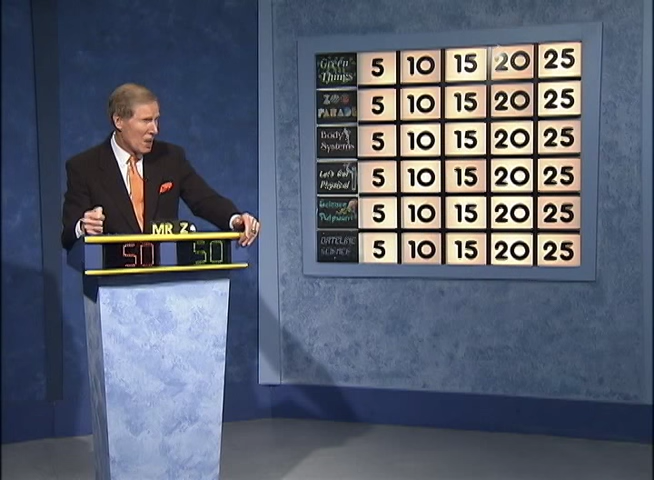 Green Things 5 10 15 20 25
ZOO PARADE 5 10 15 20 25
Body Systems 5 10 15 20 25
Let's Get Physical 5 10 15 20 25
Science Potpourri 5 10 15 20 25
DATELINE SCIENCE 5 10 15 20 25
MR Z.
50 50